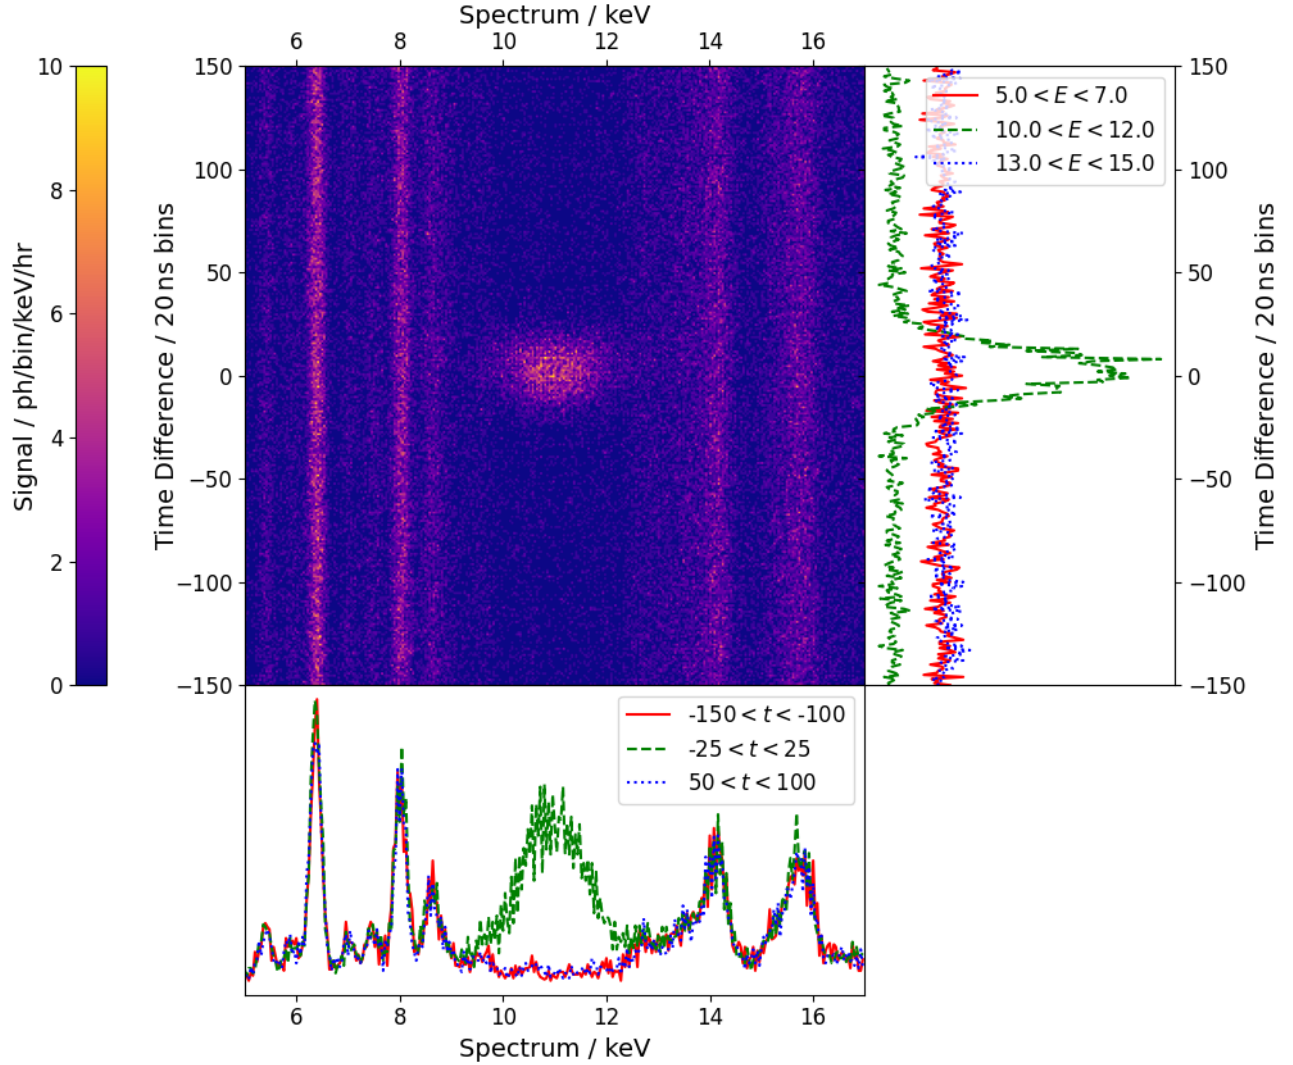 Spectrum / keV
6 8 10 12 14 16
10
8
6
4
2
0
Signal / ph/bin/keV/hr
150
100
50
0
−50
−100
−150
Time Difference / 20 ns bins
5.0 < E < 7.0
10.0 < E < 12.0
13.0 < E < 15.0
150
100
50
0
−50
−100
−150
Time Difference / 20 ns bins
-150 < t < -100
-25 < t < 25
50 < t < 100
6 8 10 12 14 16
Spectrum / keV